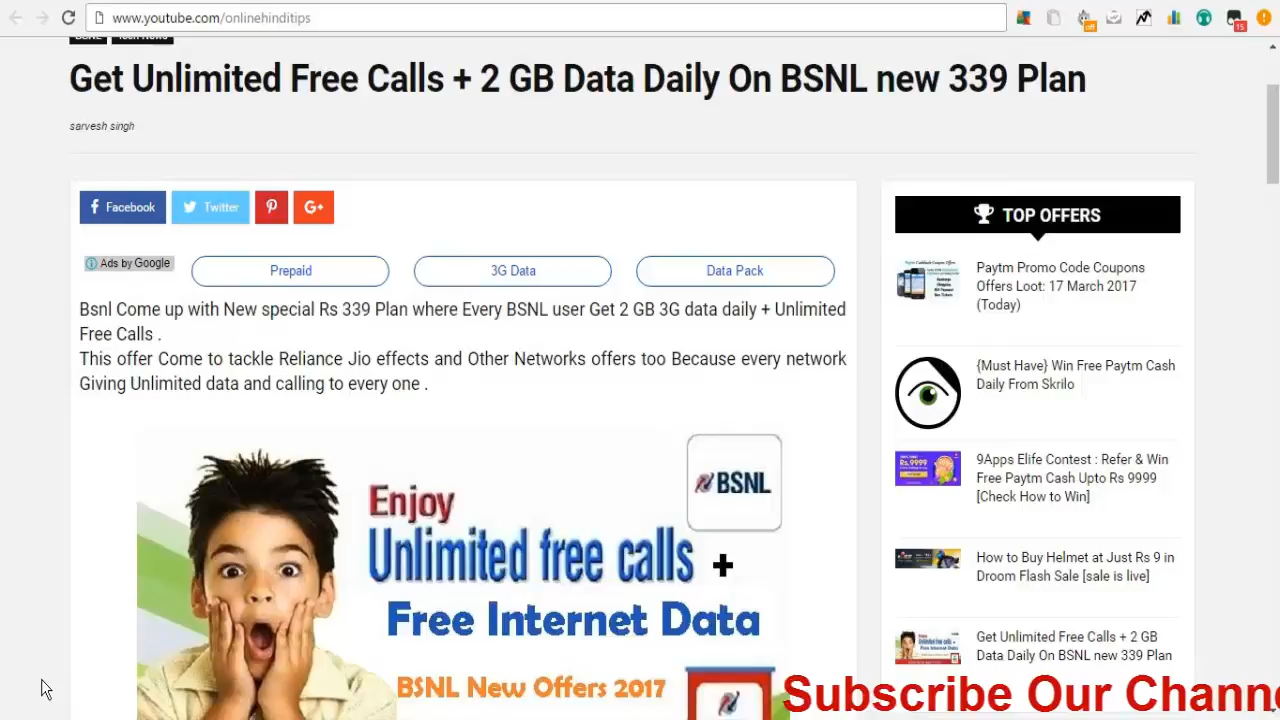 www.youtube.com/onlinehinditips
off
15
Get Unlimited Free Calls + 2 GB Data Daily On BSNL new 339 Plan
sarvesh singh
Facebook
Twitter
G+
Ads by Google
Prepaid
3G Data
Data Pack
Bsnl Come up with New special Rs 339 Plan where Every BSNL user Get 2 GB 3G data daily + Unlimited
Free Calls .
This offer Come to tackle Reliance Jio effects and Other Networks offers too Because every network
Giving Unlimited data and calling to every one .
BSNL
Enjoy
Unlimited free calls +
Free Internet Data
BSNL New Offers 2017
TOP OFFERS
Paytm Promo Code Coupons
Offers Loot: 17 March 2017
(Today)
{Must Have} Win Free Paytm Cash
Daily From Skrilo
9Apps Elife Contest : Refer & Win
Free Paytm Cash Upto Rs 9999
[Check How to Win]
How to Buy Helmet at Just Rs 9 in
Droom Flash Sale [sale is live]
Get Unlimited Free Calls + 2 GB
Data Daily On BSNL new 339 Plan
Subscribe Our Channe